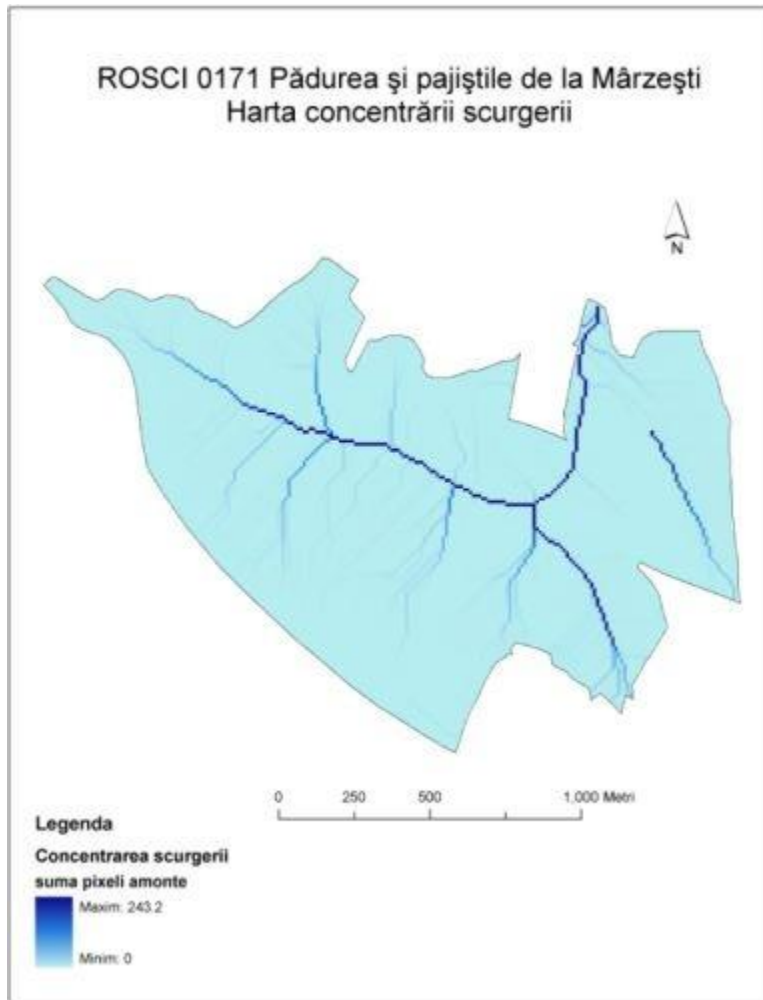 ROSCI 0171 Pădurea şi pajiştile de la Mârzeşti
Harta concentrării scurgerii
N
0 250 500 1.000 Metri
Legenda
Concentrarea scurgerii
suma pixeli amonte
Maxim: 243.2
Minim: 0